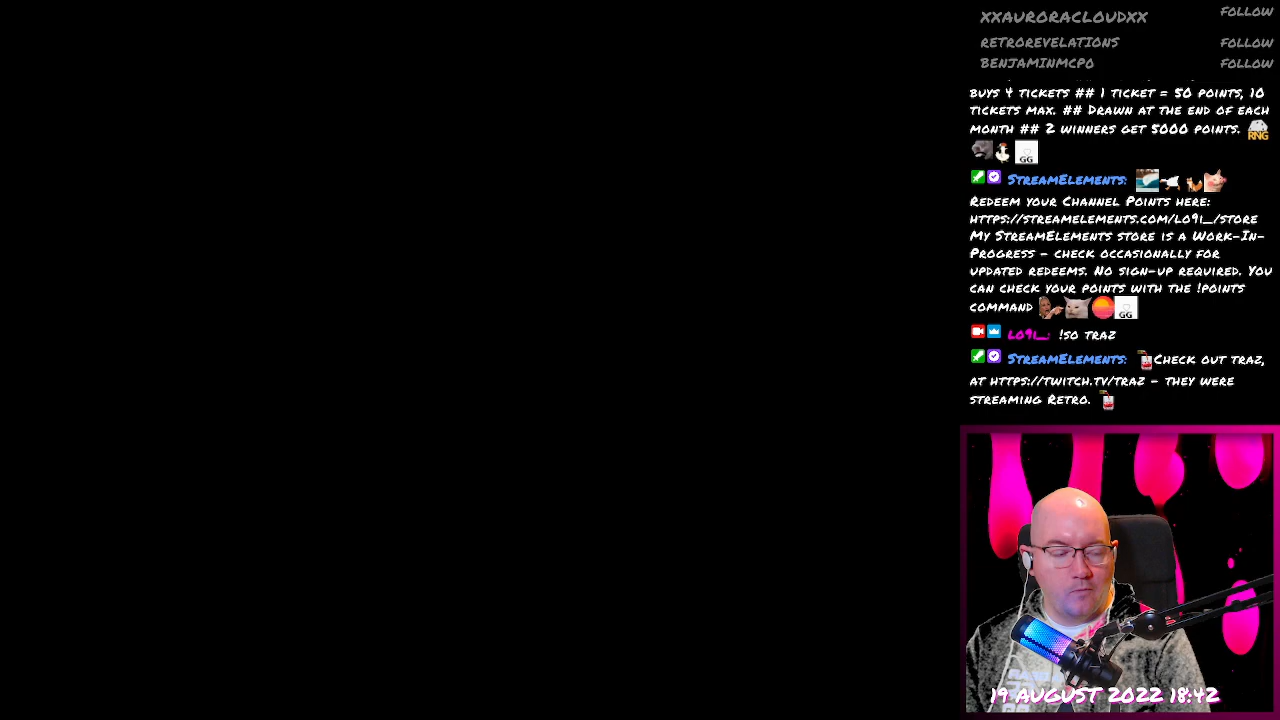 XXAURORACLOUDXX FOLLOW
RETROREVELATIONS FOLLOW
BENJAMINMCPO FOLLOW
BUYS 4 TICKETS ## 1 TICKET = 50 POINTS, 10
TICKETS MAX. ## DRAWN AT THE END OF EACH
MONTH ## 2 WINNERS GET 5000 POINTS. RNG
GG
STREAMELEMENTS:
REDEEM YOUR CHANNEL POINTS HERE:
HTTPS://STREAMELEMENTS.COM/LO9I_/STORE
MY STREAMELEMENTS STORE IS A WORK-IN-
PROGRESS - CHECK OCCASIONALLY FOR
UPDATED REDEEMS. NO SIGN-UP REQUIRED. YOU
CAN CHECK YOUR POINTS WITH THE !POINTS
COMMAND GG
LO9I_: !SO TRAZ
STREAMELEMENTS: CHECK OUT TRAZ,
AT HTTPS://TWITCH.TV/TRAZ - THEY WERE
STREAMING RETRO.
19 AUGUST 2022 18:42